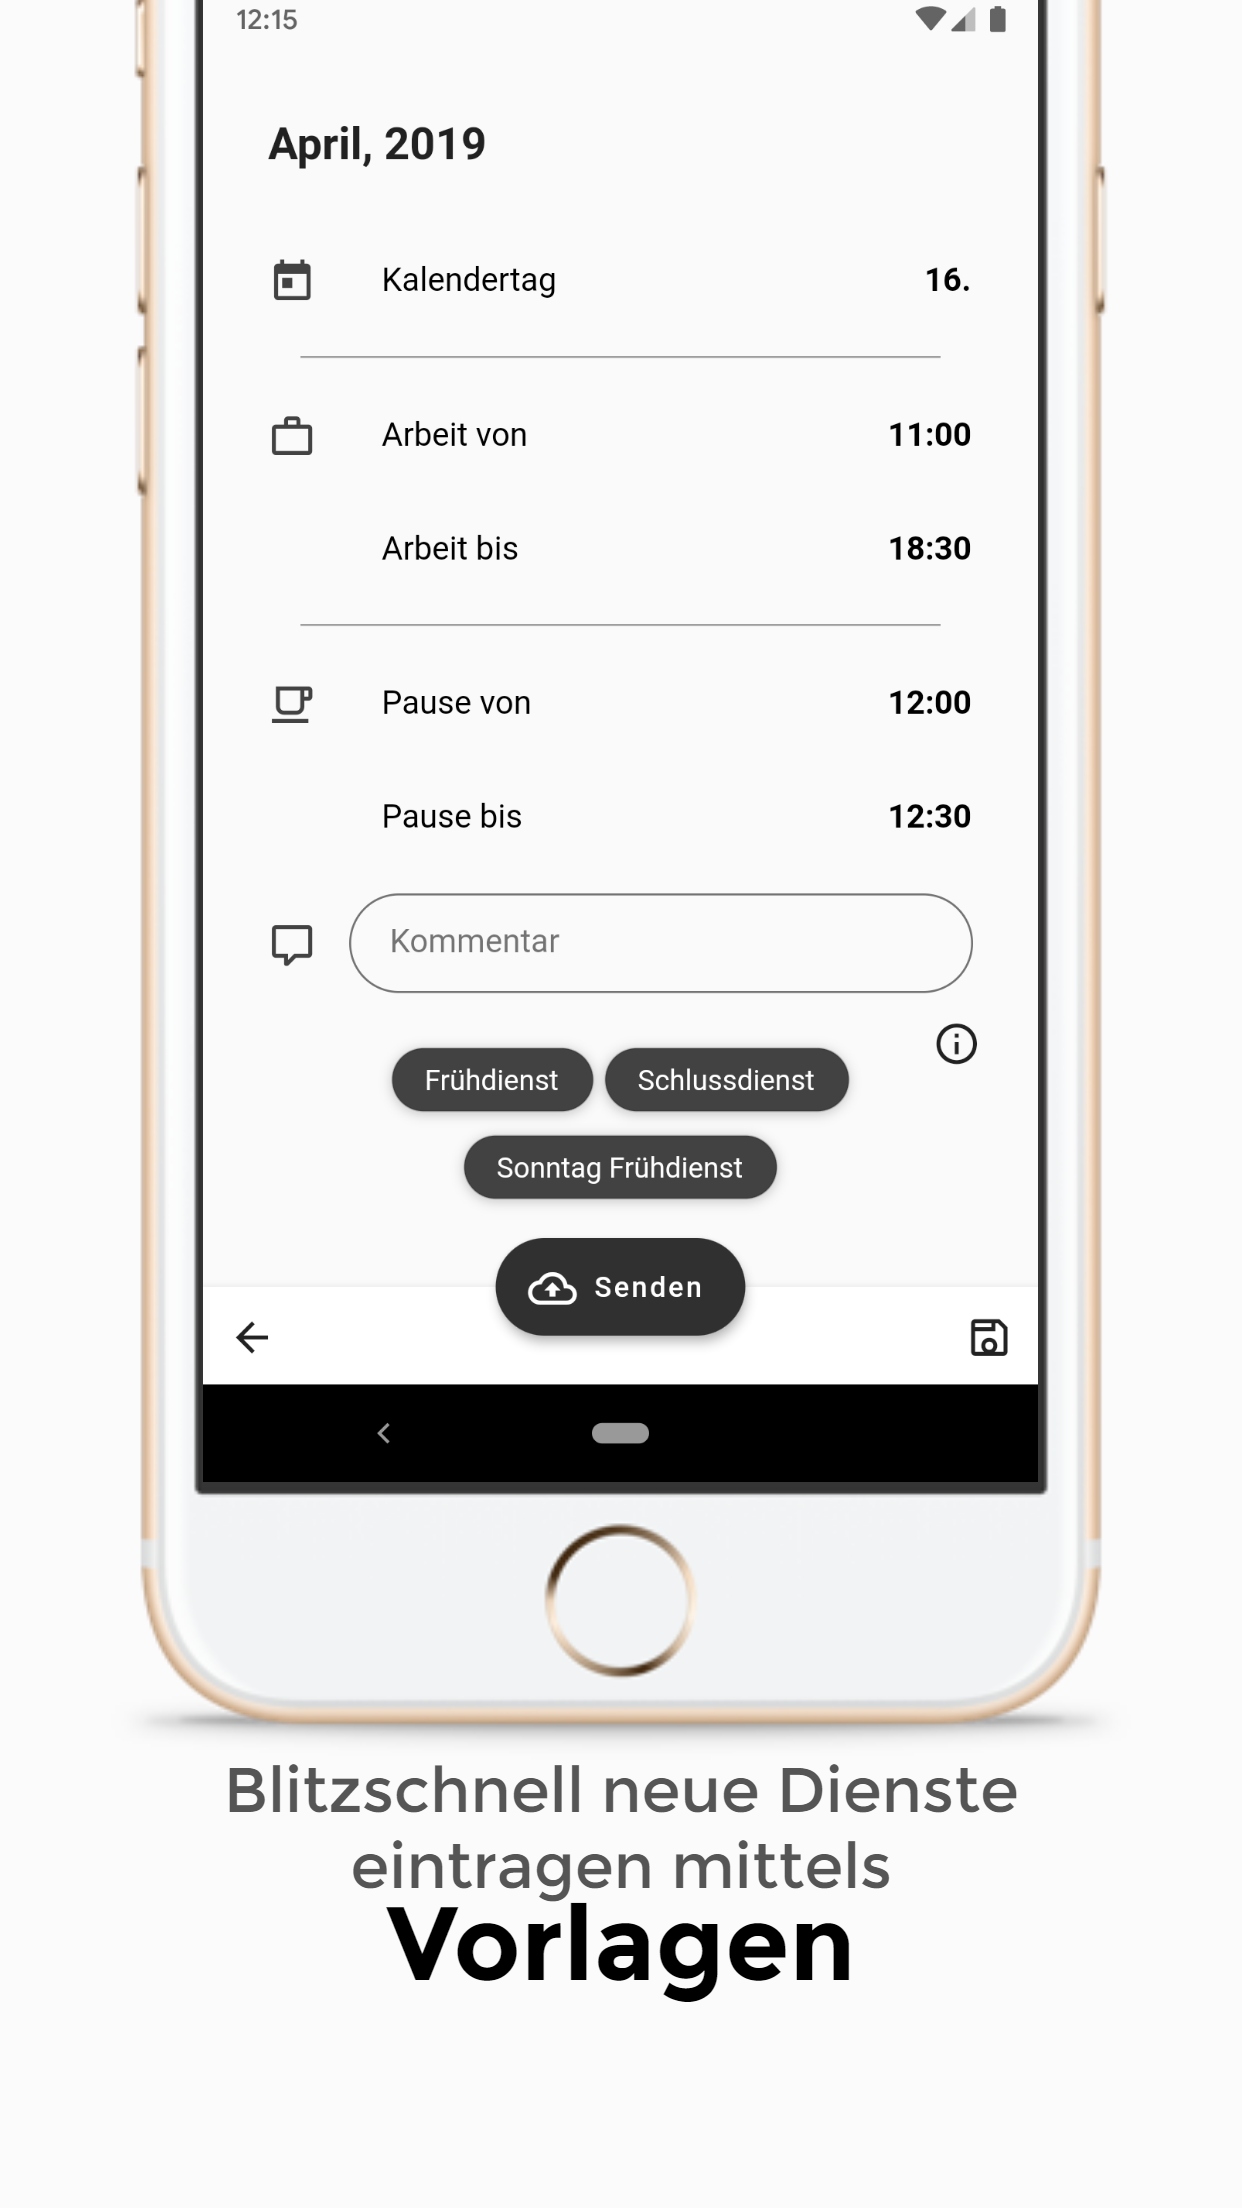 12:15
April, 2019
Kalendertag 16.
Arbeit von 11:00
Arbeit bis 18:30
Pause von 12:00
Pause bis 12:30
Kommentar
Frühdienst Schlussdienst
Sonntag Frühdienst
Senden
Blitzschnell neue Dienste
eintragen mittels
Vorlagen